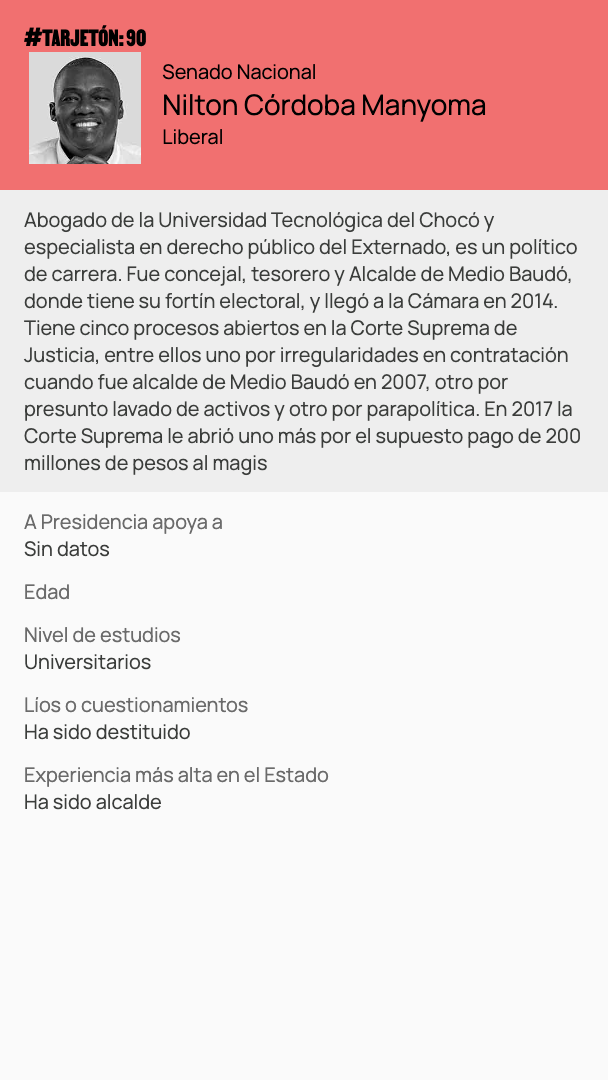 #TARJETÓN: 90
Senado Nacional
Nilton Córdoba Manyoma
Liberal
Abogado de la Universidad Tecnológica del Chocó y
especialista en derecho público del Externado, es un político
de carrera. Fue concejal, tesorero y Alcalde de Medio Baudó,
donde tiene su fortín electoral, y llegó a la Cámara en 2014.
Tiene cinco procesos abiertos en la Corte Suprema de
Justicia, entre ellos uno por irregularidades en contratación
cuando fue alcalde de Medio Baudó en 2007, otro por
presunto lavado de activos y otro por parapolítica. En 2017 la
Corte Suprema le abrió uno más por el supuesto pago de 200
millones de pesos al magis
A Presidencia apoya a
Sin datos
Edad
Nivel de estudios
Universitarios
Líos o cuestionamientos
Ha sido destituido
Experiencia más alta en el Estado
Ha sido alcalde